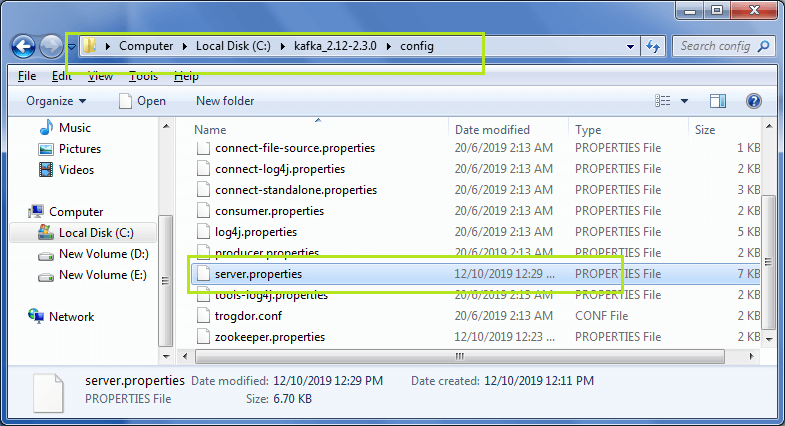 Computer ▸ Local Disk (C:) ▸ kafka_2.12-2.3.0 ▸ config
Search config
File Edit View Tools Help
Organize Open New folder
Music
Pictures
Videos
Computer
Local Disk (C:)
New Volume (D:)
New Volume (E:)
Network
Name Date modified Type Size
connect-file-source.properties 20/6/2019 2:13 AM PROPERTIES File 1 KB
connect-log4j.properties 20/6/2019 2:13 AM PROPERTIES File 2 KB
connect-standalone.properties 20/6/2019 2:13 AM PROPERTIES File 3 KB
consumer.properties 20/6/2019 2:13 AM PROPERTIES File 2 KB
log4j.properties 20/6/2019 2:13 AM PROPERTIES File 5 KB
producer.properties 20/6/2019 2:13 AM PROPERTIES File 2 KB
server.properties 12/10/2019 12:29 ... PROPERTIES File 7 KB
tools-log4j.properties 20/6/2019 2:13 AM PROPERTIES File 2 KB
trogdor.conf 20/6/2019 2:13 AM CONF File 2 KB
zookeeper.properties 12/10/2019 12:23 ... PROPERTIES File 2 KB
server.properties Date modified: 12/10/2019 12:29 PM Date created: 12/10/2019 12:11 PM
PROPERTIES File Size: 6.70 KB